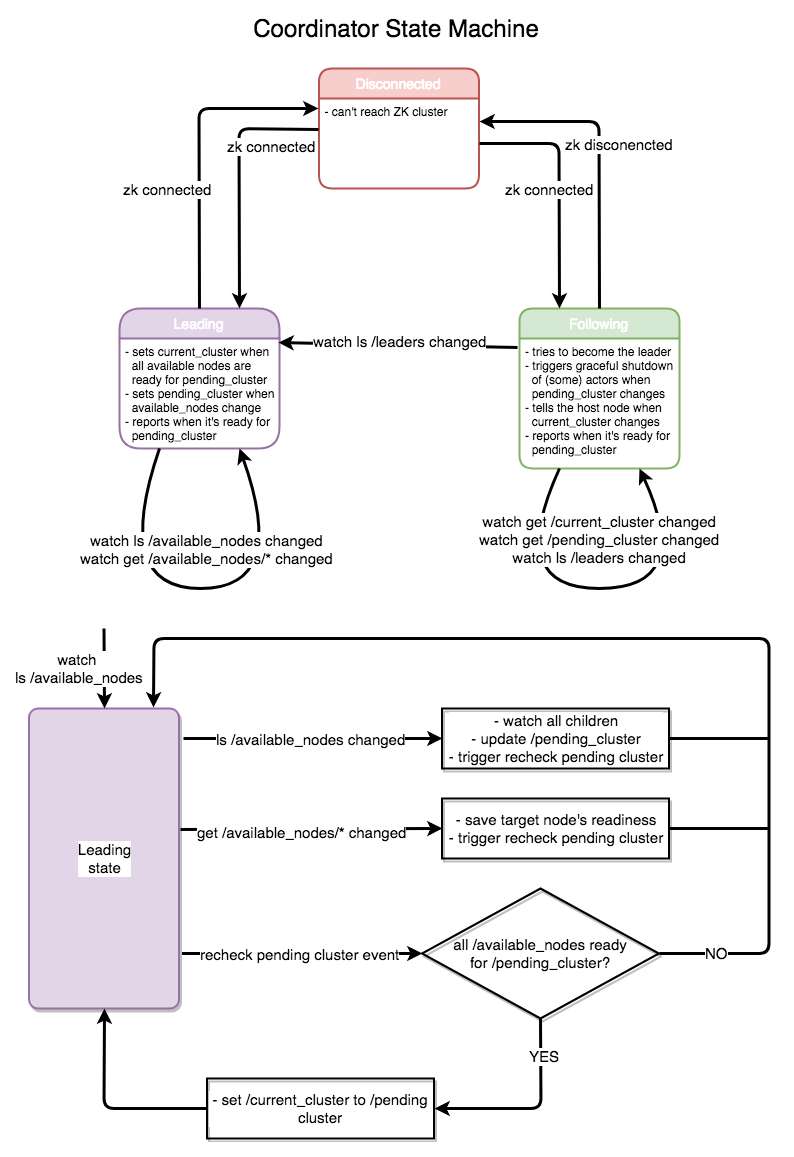 Coordinator State Machine
Disconnected
- can't reach ZK cluster
zk connected
zk disonencted
zk connected
zk connected
Leading
- sets current_cluster when
all available nodes are
ready for pending_cluster
- sets pending_cluster when
available_nodes change
- reports when it's ready for
pending_cluster
watch ls /leaders changed
Following
- tries to become the leader
- triggers graceful shutdown
of (some) actors when
pending_cluster changes
- tells the host node when
current_cluster changes
- reports when it's ready for
pending_cluster
watch ls /available_nodes changed
watch get /available_nodes/* changed
watch get /current_cluster changed
watch get /pending_cluster changed
watch ls /leaders changed
watch
ls /available_nodes
Leading
state
ls /available_nodes changed
- watch all children
- update /pending_cluster
- trigger recheck pending cluster
get /available_nodes/* changed
- save target node's readiness
- trigger recheck pending cluster
recheck pending cluster event
all /available_nodes ready
for /pending_cluster?
NO
YES
- set /current_cluster to /pending
cluster